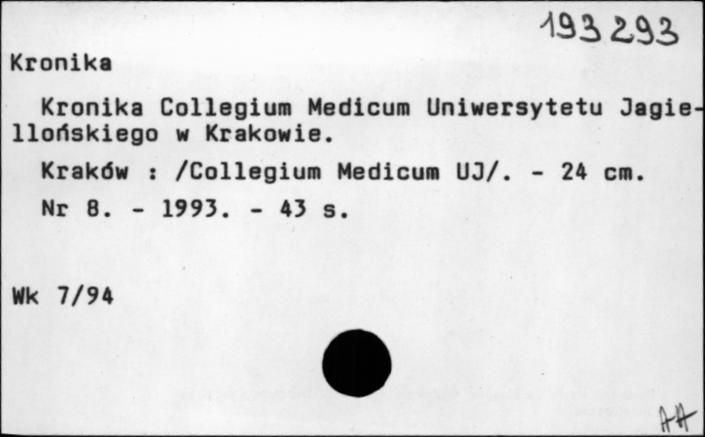 193293
Kronika
Kronika Collegium Medicum Uniwersytetu Jagie-
llońskiego w Krakowie.
Kraków : /Collegium Medicum UJ/. - 24 cm.
Nr 8. - 1993. - 43 s.
Wk 7/94